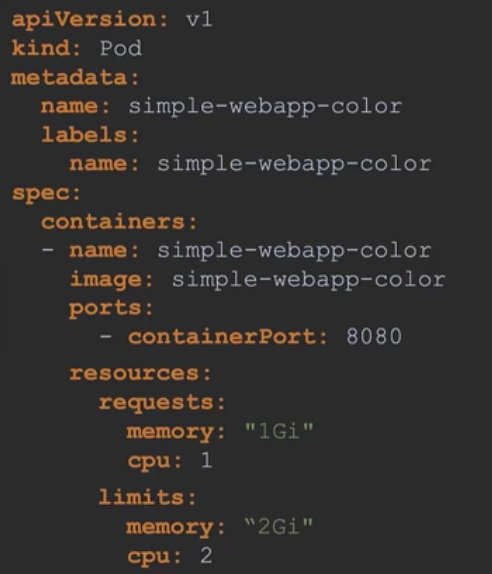 apiVersion: v1
kind: Pod
metadata:
  name: simple-webapp-color
  labels:
    name: simple-webapp-color
spec:
  containers:
  - name: simple-webapp-color
    image: simple-webapp-color
    ports:
      - containerPort: 8080
    resources:
      requests:
        memory: "1Gi"
        cpu: 1
      limits:
        memory: “2Gi"
        cpu: 2